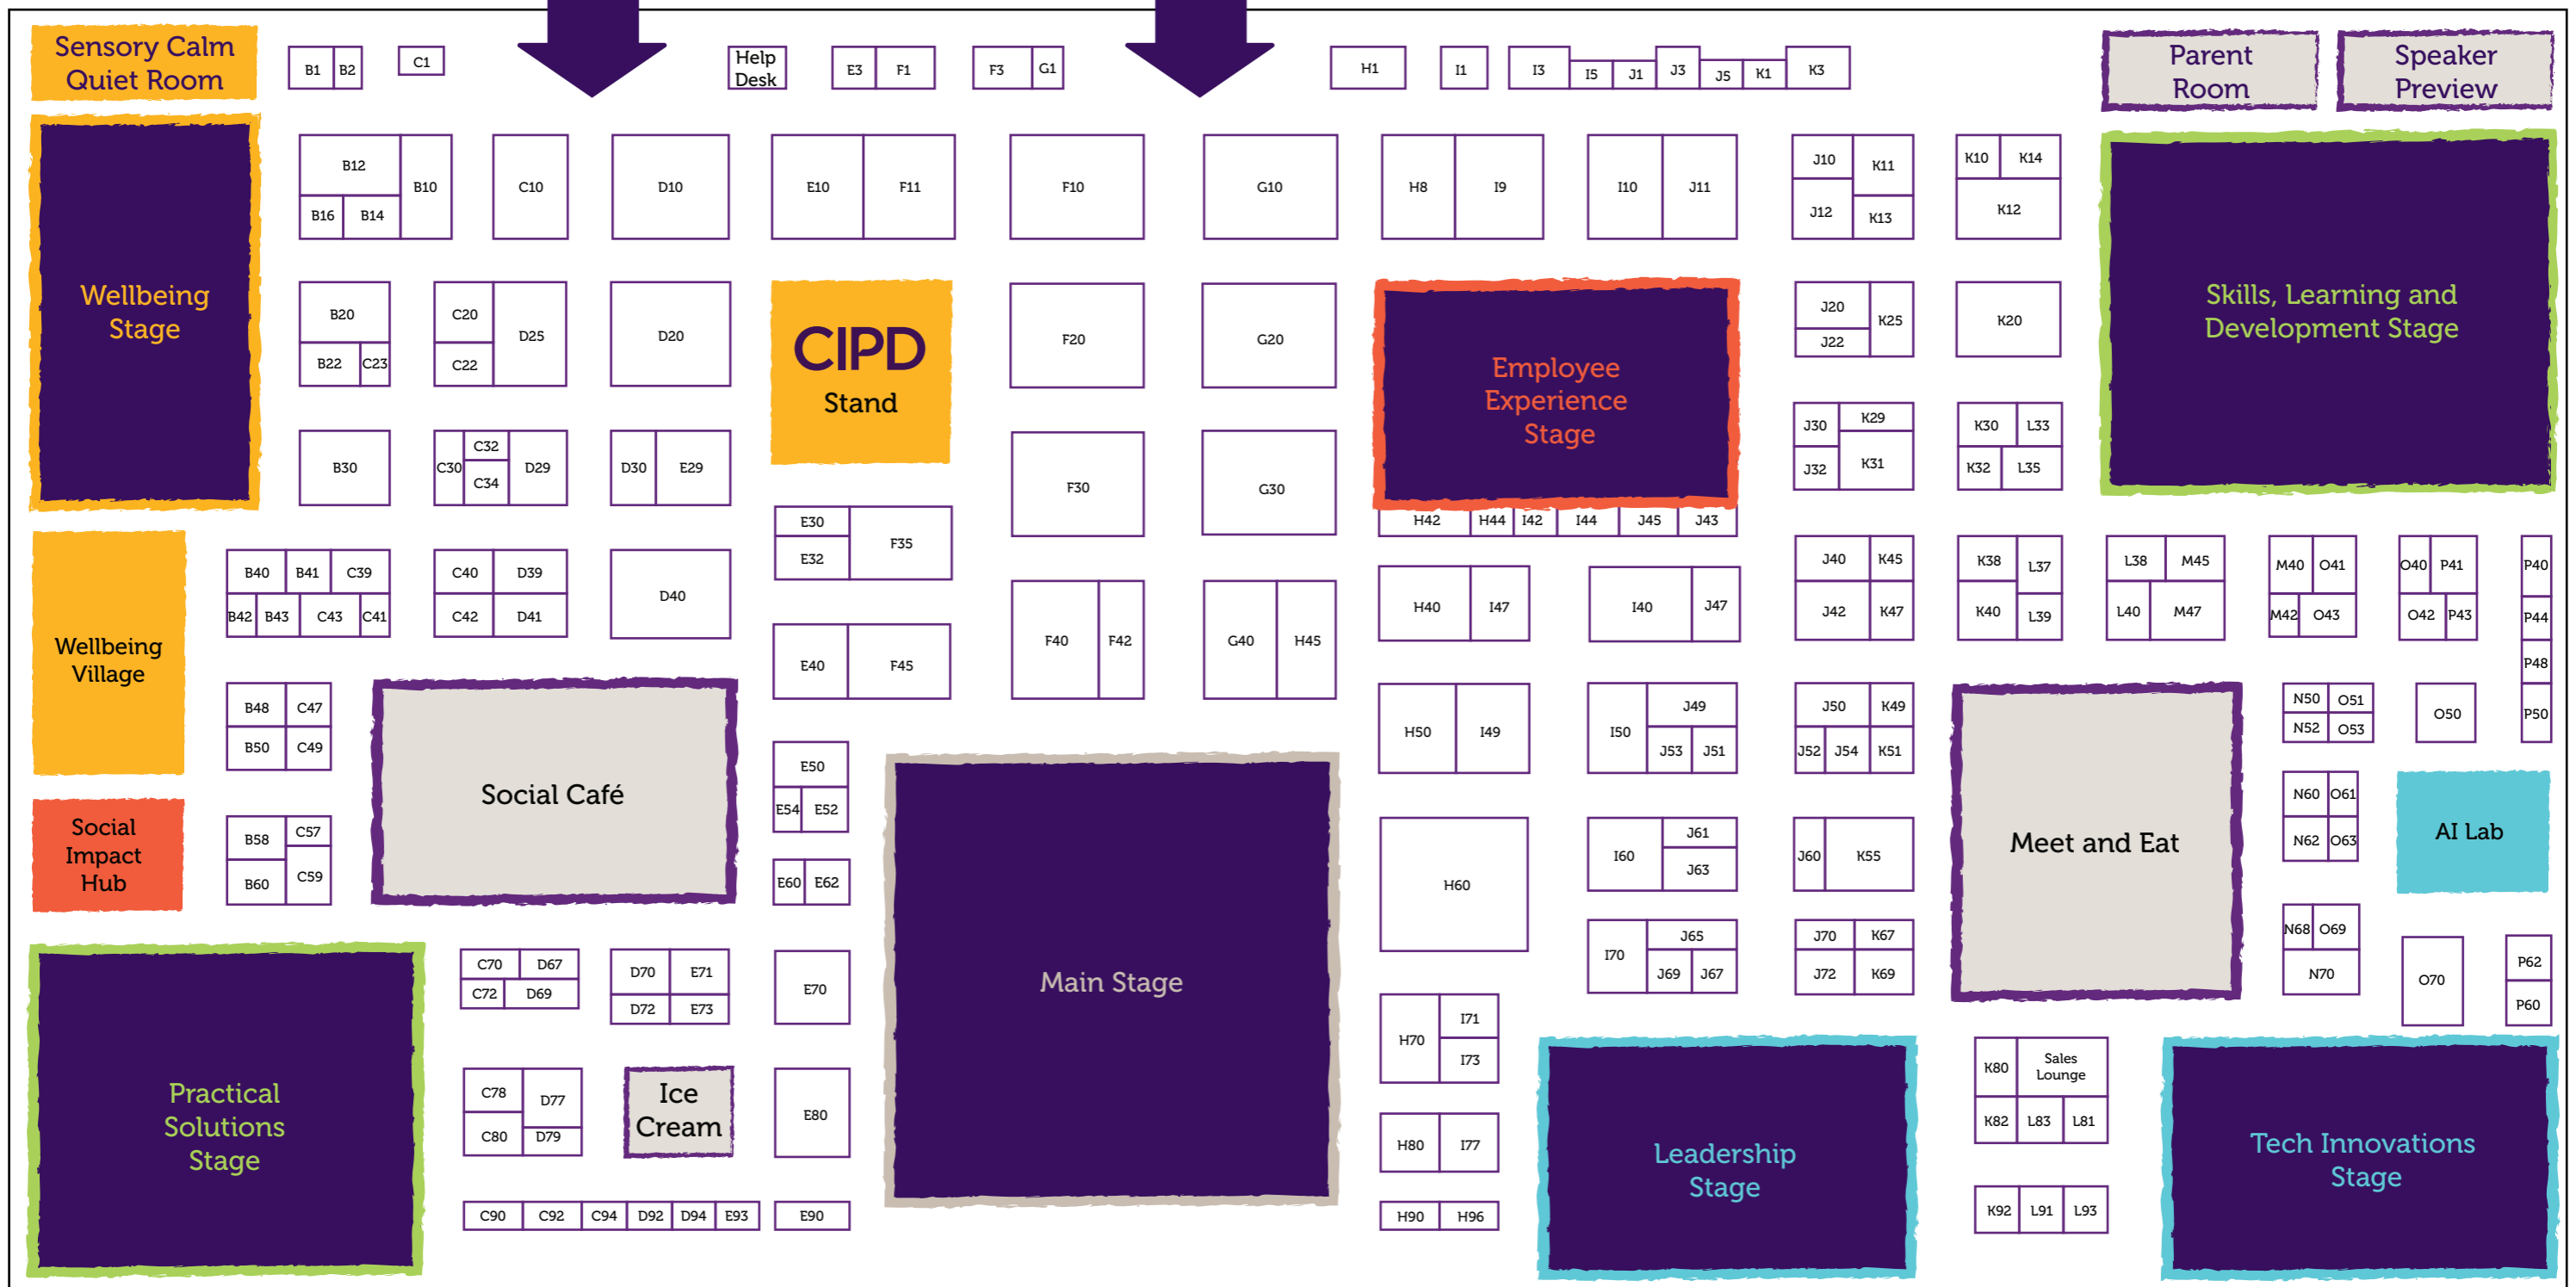 Sensory Calm
Quiet Room
B1 B2
C1
Help
Desk
E3 F1
F3 G1
H1
I1
I3 I5 J1 J3 J5 K1 K3
Parent
Room
Speaker
Preview
Wellbeing
Stage
B12
B10
B16 B14
C10
D10
E10 F11
F10
G10
H8 I9
I10 J11
J10 K11
J12 K13
K10 K14
K12
Skills, Learning and
Development Stage
B20
B22 C23
C20
C22
D25
D20
CIPD
Stand
F20
G20
Employee
Experience
Stage
J20
K25
J22
K20
B30
C30
C32
C34
D29
D30 E29
F30
G30
J30 K29
J32 K31
K30 L33
K32 L35
E30
E32
F35
H42 H44 I42 I44 J45 J43
Wellbeing
Village
B40 B41 C39
B42 B43 C43 C41
C40 D39
C42 D41
D40
E40 F45
F40 F42
G40 H45
H40 I47
I40 J47
J40 K45
J42 K47
K38 L37
K40 L39
L38 M45
L40 M47
M40 O41
M42 O43
O40 P41
O42 P43
P40
P44
P48
P50
B48 C47
B50 C49
Social Café
E50
E54 E52
H50 I49
I50
J49
J53 J51
J50 K49
J52 J54 K51
Meet and Eat
N50 O51
N52 O53
O50
Social
Impact
Hub
B58 C57
B60 C59
E60 E62
Main Stage
H60
I60
J61
J63
J60 K55
N60 O61
N62 O63
AI Lab
Practical
Solutions
Stage
C70 D67
C72 D69
D70 E71
D72 E73
E70
I70
J65
J69 J67
J70 K67
J72 K69
N68 O69
N70
O70
P62
P60
H70
I71
I73
C78
D77
C80
D79
Ice
Cream
E80
H80 I77
Leadership
Stage
K80
Sales
Lounge
K82 L83 L81
Tech Innovations
Stage
C90 C92 C94 D92 D94 E93
E90
H90 H96
K92 L91 L93